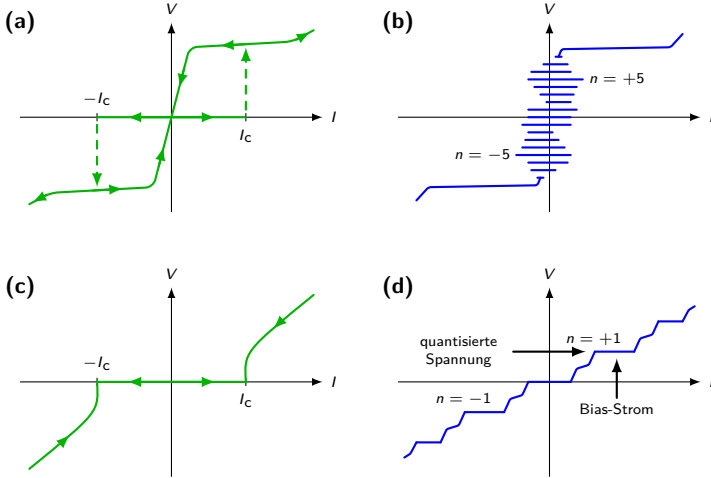 (a)
V
−I_C
I_C
I
(b)
V
n = +5
n = −5
I
(c)
V
−I_C
I_C
I
(d)
V
n = +1
quantisierte
Spannung
n = −1
Bias-Strom
I